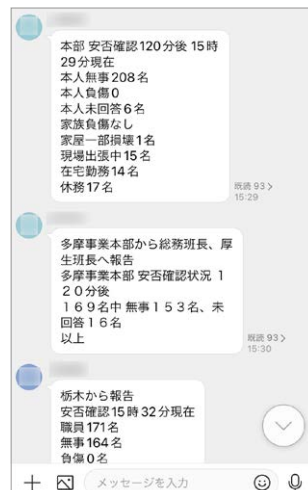 本部 安否確認120分後 15時
29分現在
本人無事208名
本人負傷0
本人未回答6名
家族負傷なし
家屋一部損壊1名
現場出張中15名
在宅勤務14名
休務17名
既読 93>
15:29
多摩事業本部から総務班長、厚
生班長へ報告
多摩事業本部 安否確認状況 1
20分後
169名中 無事153名、未
回答16名
以上
既読 93>
15:30
栃木から報告
安否確認15時32分現在
職員171名
無事164名
負傷0名
メッセージを入力